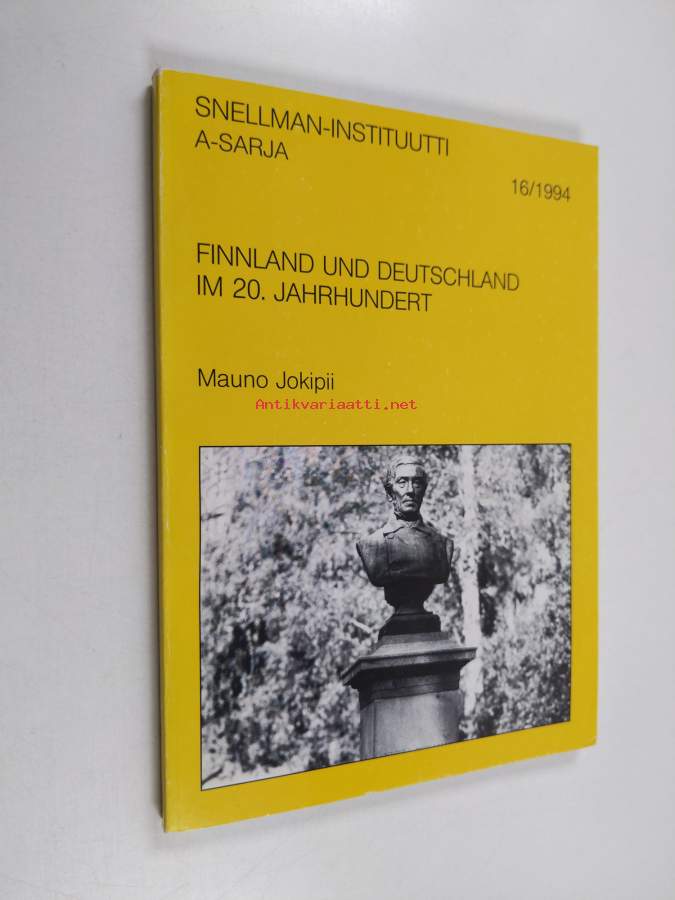 SNELLMAN-INSTITUUTTI
A-SARJA
16/1994
FINNLAND UND DEUTSCHLAND
IM 20. JAHRHUNDERT
Mauno Jokipii
Antikvariaatti.net